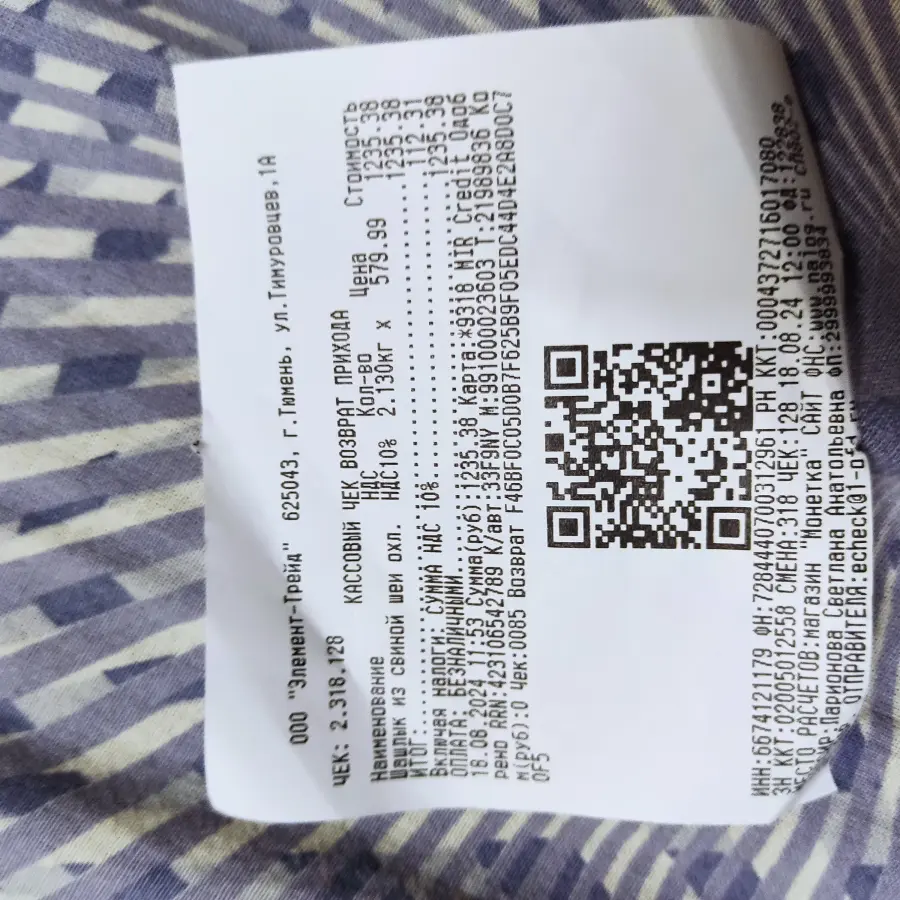 ООО "Элемент-Трейд" 625043, г.Тюмень, ул.Тимуровцев,1А
ЧЕК: 2.318.128
КАССОВЫЙ ЧЕК ВОЗВРАТ ПРИХОДА
Наименование НДС Кол-во Цена Стоимость
Шашлык из свиной шеи охл. НДС10% 2.130кг x 579.99 1235.38
ИТОГ: 1235.38
Включая налоги: СУММА НДС 10% 112.31
ОПЛАТА: БЕЗНАЛИЧНЫМИ 1235.38
18.08.2024 11:53 Сумма(руб):1235.38 Карта:*9318 MIR Credit Одоб
рено RRN:423106542789 К/авт:33F9NY М:991000023603 Т:21989836 Ко
м(руб):0 Чек:0085 Возврат F46BF0C05D0B7F625B9F05EDC44D4E2A8D0C7
0F5
ИНН:6674121179 ФН:7284440700312961 РН ККТ:0004372716017080
ЗН ККТ:02005012558 СМЕНА:318 ЧЕК:128 18.08.24 12:00 ФД:122838
МЕСТО РАСЧЕТОВ:магазин "Монетка" САЙТ ФНС:www.nalog.ru
Ларионова Светлана Анатольевна ФП:2999993834
ОТПРАВИТЕЛЯ:echeck@1-of